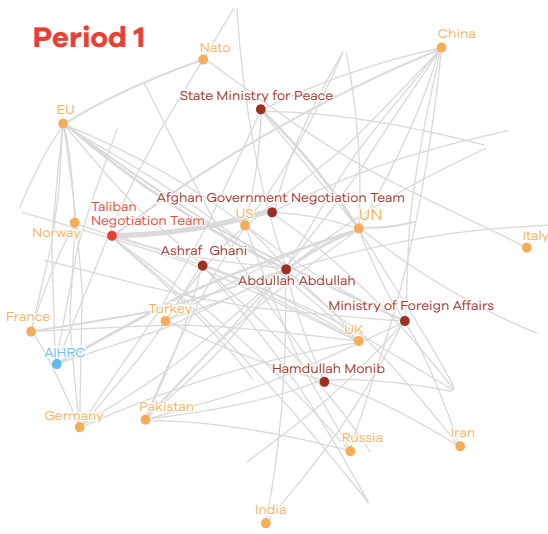 Period 1
China
Nato
State Ministry for Peace
EU
Afghan Government Negotiation Team
Taliban
Negotiation Team
US
UN
Norway
Italy
Ashraf Ghani
Abdullah Abdullah
Ministry of Foreign Affairs
Turkey
France
UK
AIHRC
Hamdullah Monib
Pakistan
Germany
Russia
Iran
India